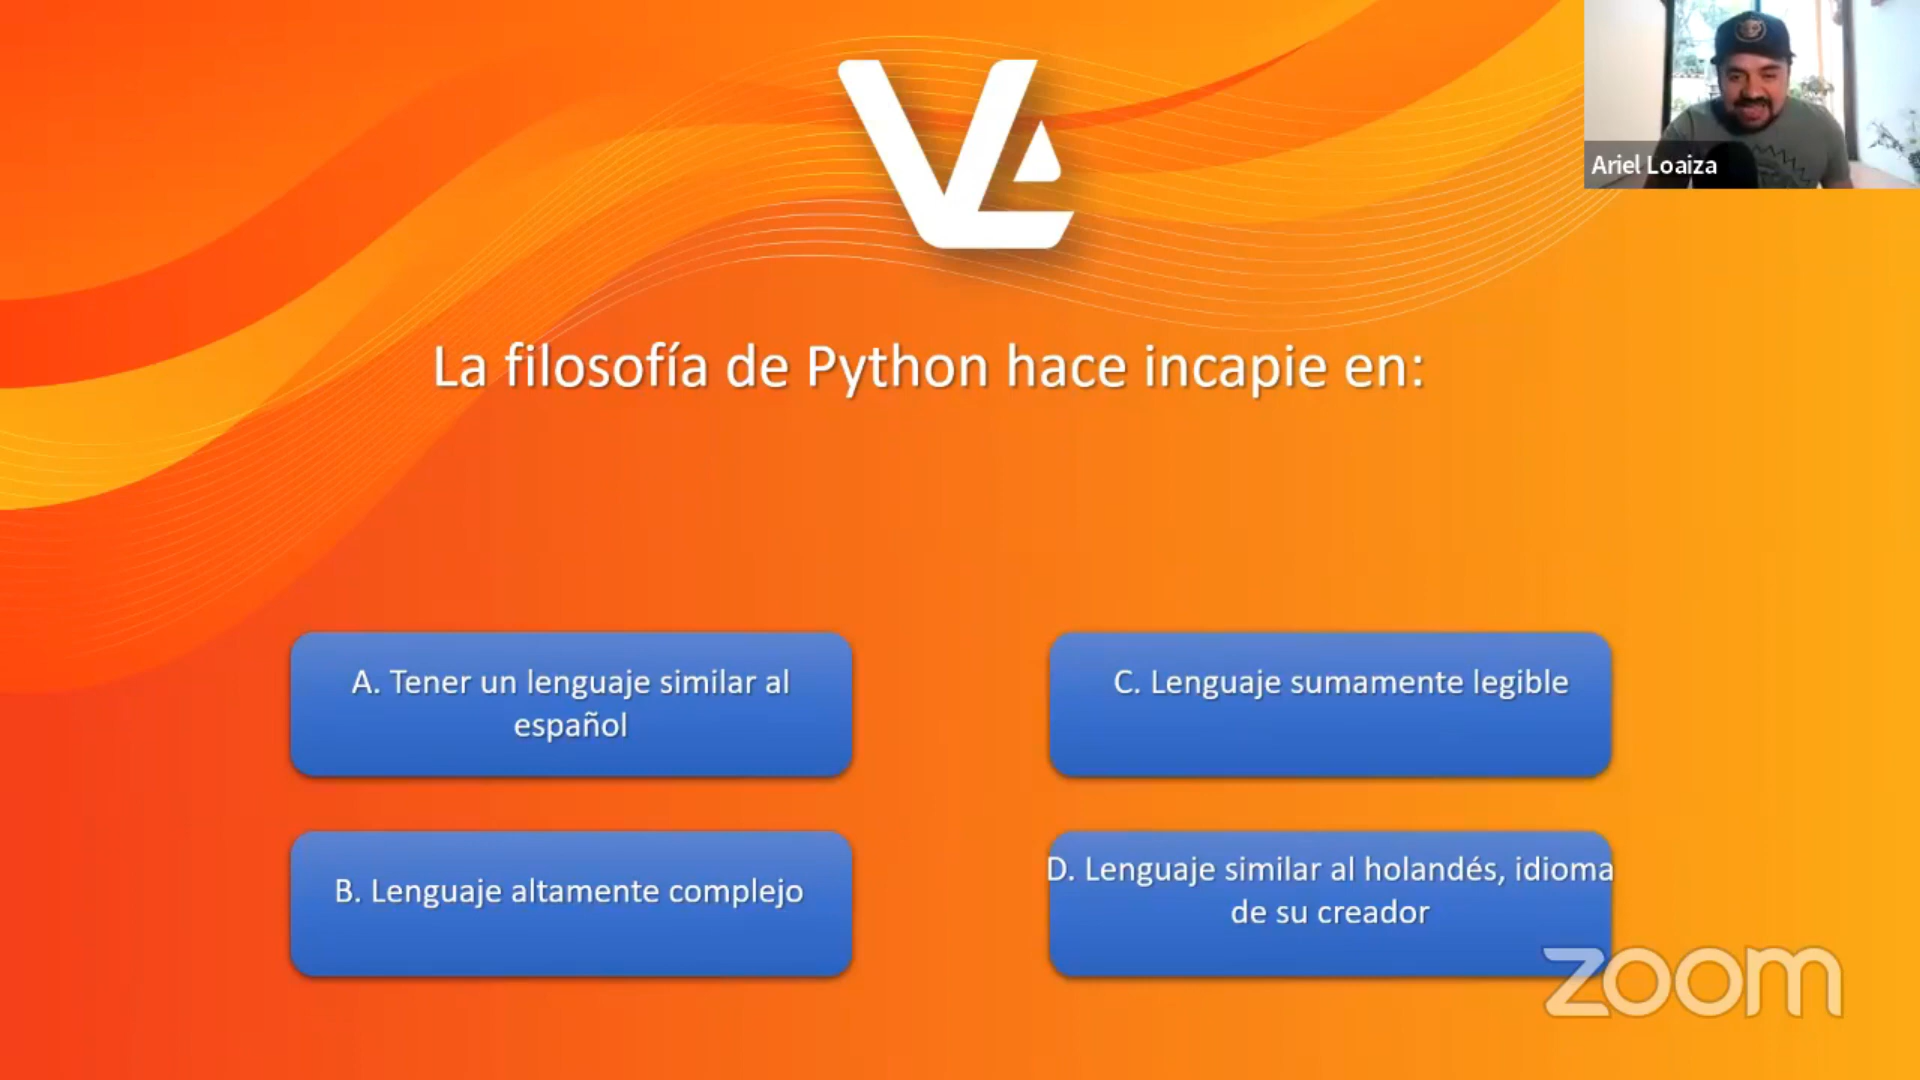 Ariel Loaiza
La filosofía de Python hace incapie en:
A. Tener un lenguaje similar al
español
C. Lenguaje sumamente legible
B. Lenguaje altamente complejo
D. Lenguaje similar al holandés, idioma
de su creador
zoom